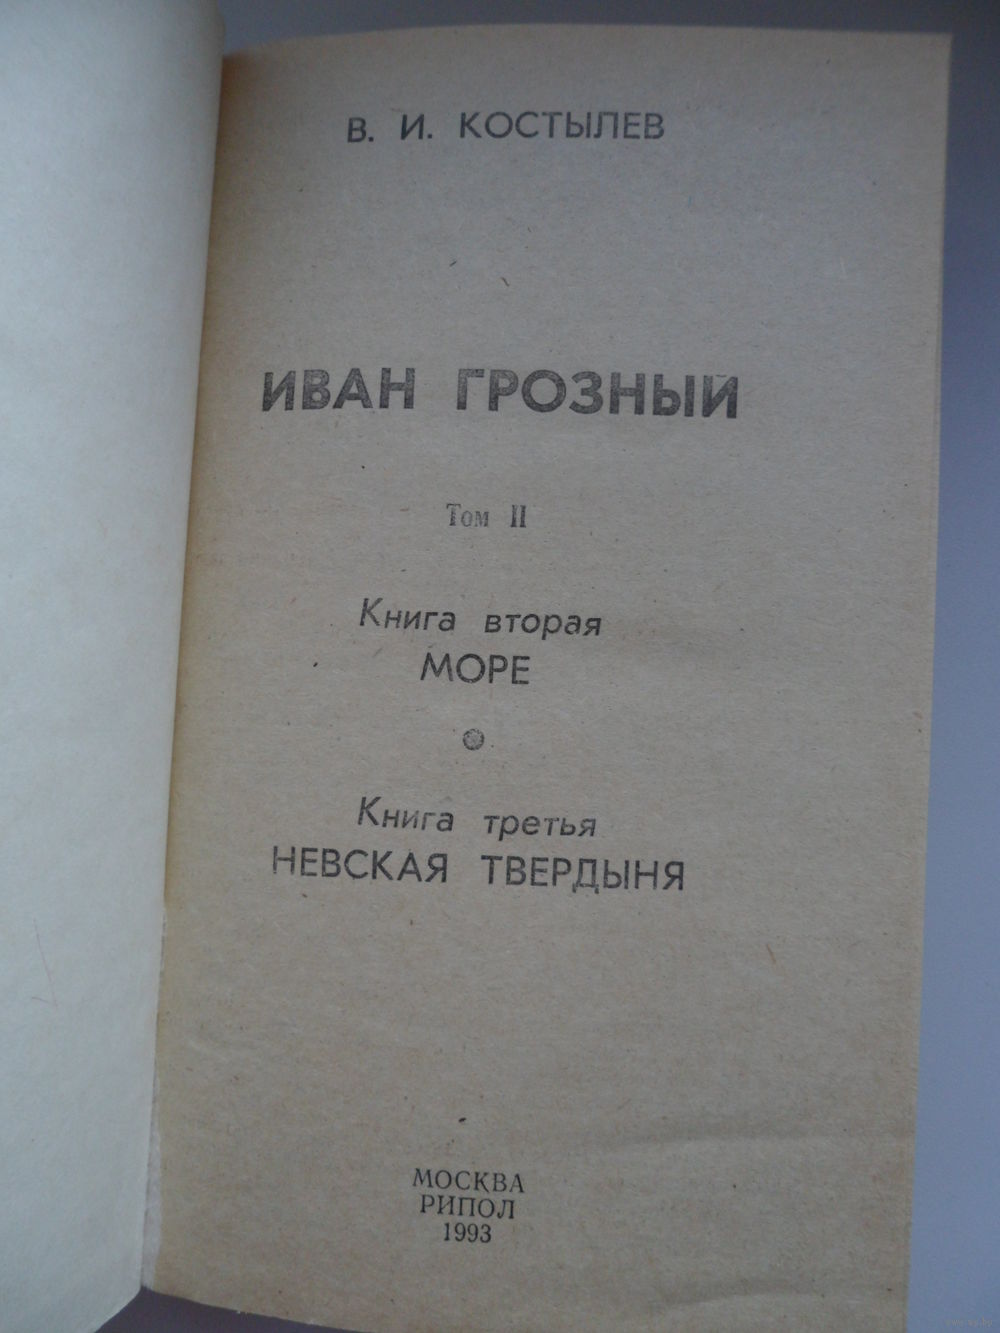 В. И. КОСТЫЛЕВ
ИВАН ГРОЗНЫЙ
Том II
Книга вторая
МОРЕ
Книга третья
НЕВСКАЯ ТВЕРДЫНЯ
МОСКВА
РИПОЛ
1993